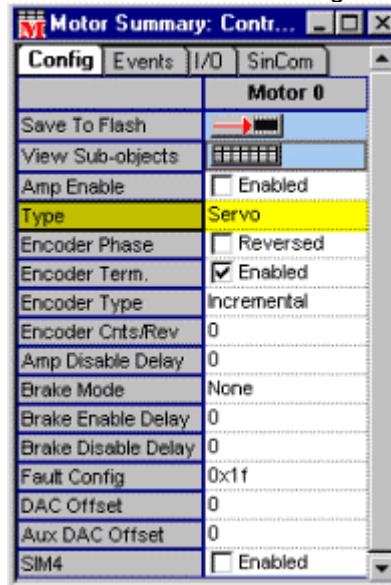 Motor Summary: Contr...
Config Events I/O SinCom
Motor 0
Save To Flash
View Sub-objects
Amp Enable Enabled
Type Servo
Encoder Phase Reversed
Encoder Term. Enabled
Encoder Type Incremental
Encoder Cnts/Rev 0
Amp Disable Delay 0
Brake Mode None
Brake Enable Delay 0
Brake Disable Delay 0
Fault Config 0x1f
DAC Offset 0
Aux DAC Offset 0
SIM4 Enabled